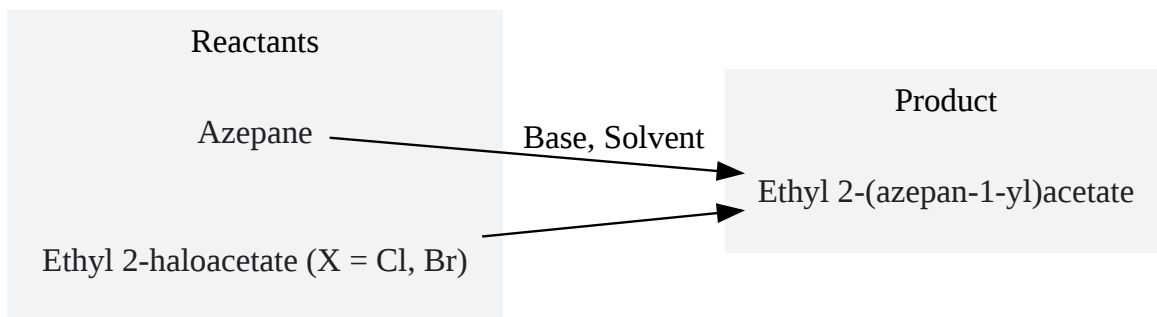 Reactants
Azepane
Ethyl 2-haloacetate (X = Cl, Br)
Base, Solvent
Product
Ethyl 2-(azepan-1-yl)acetate